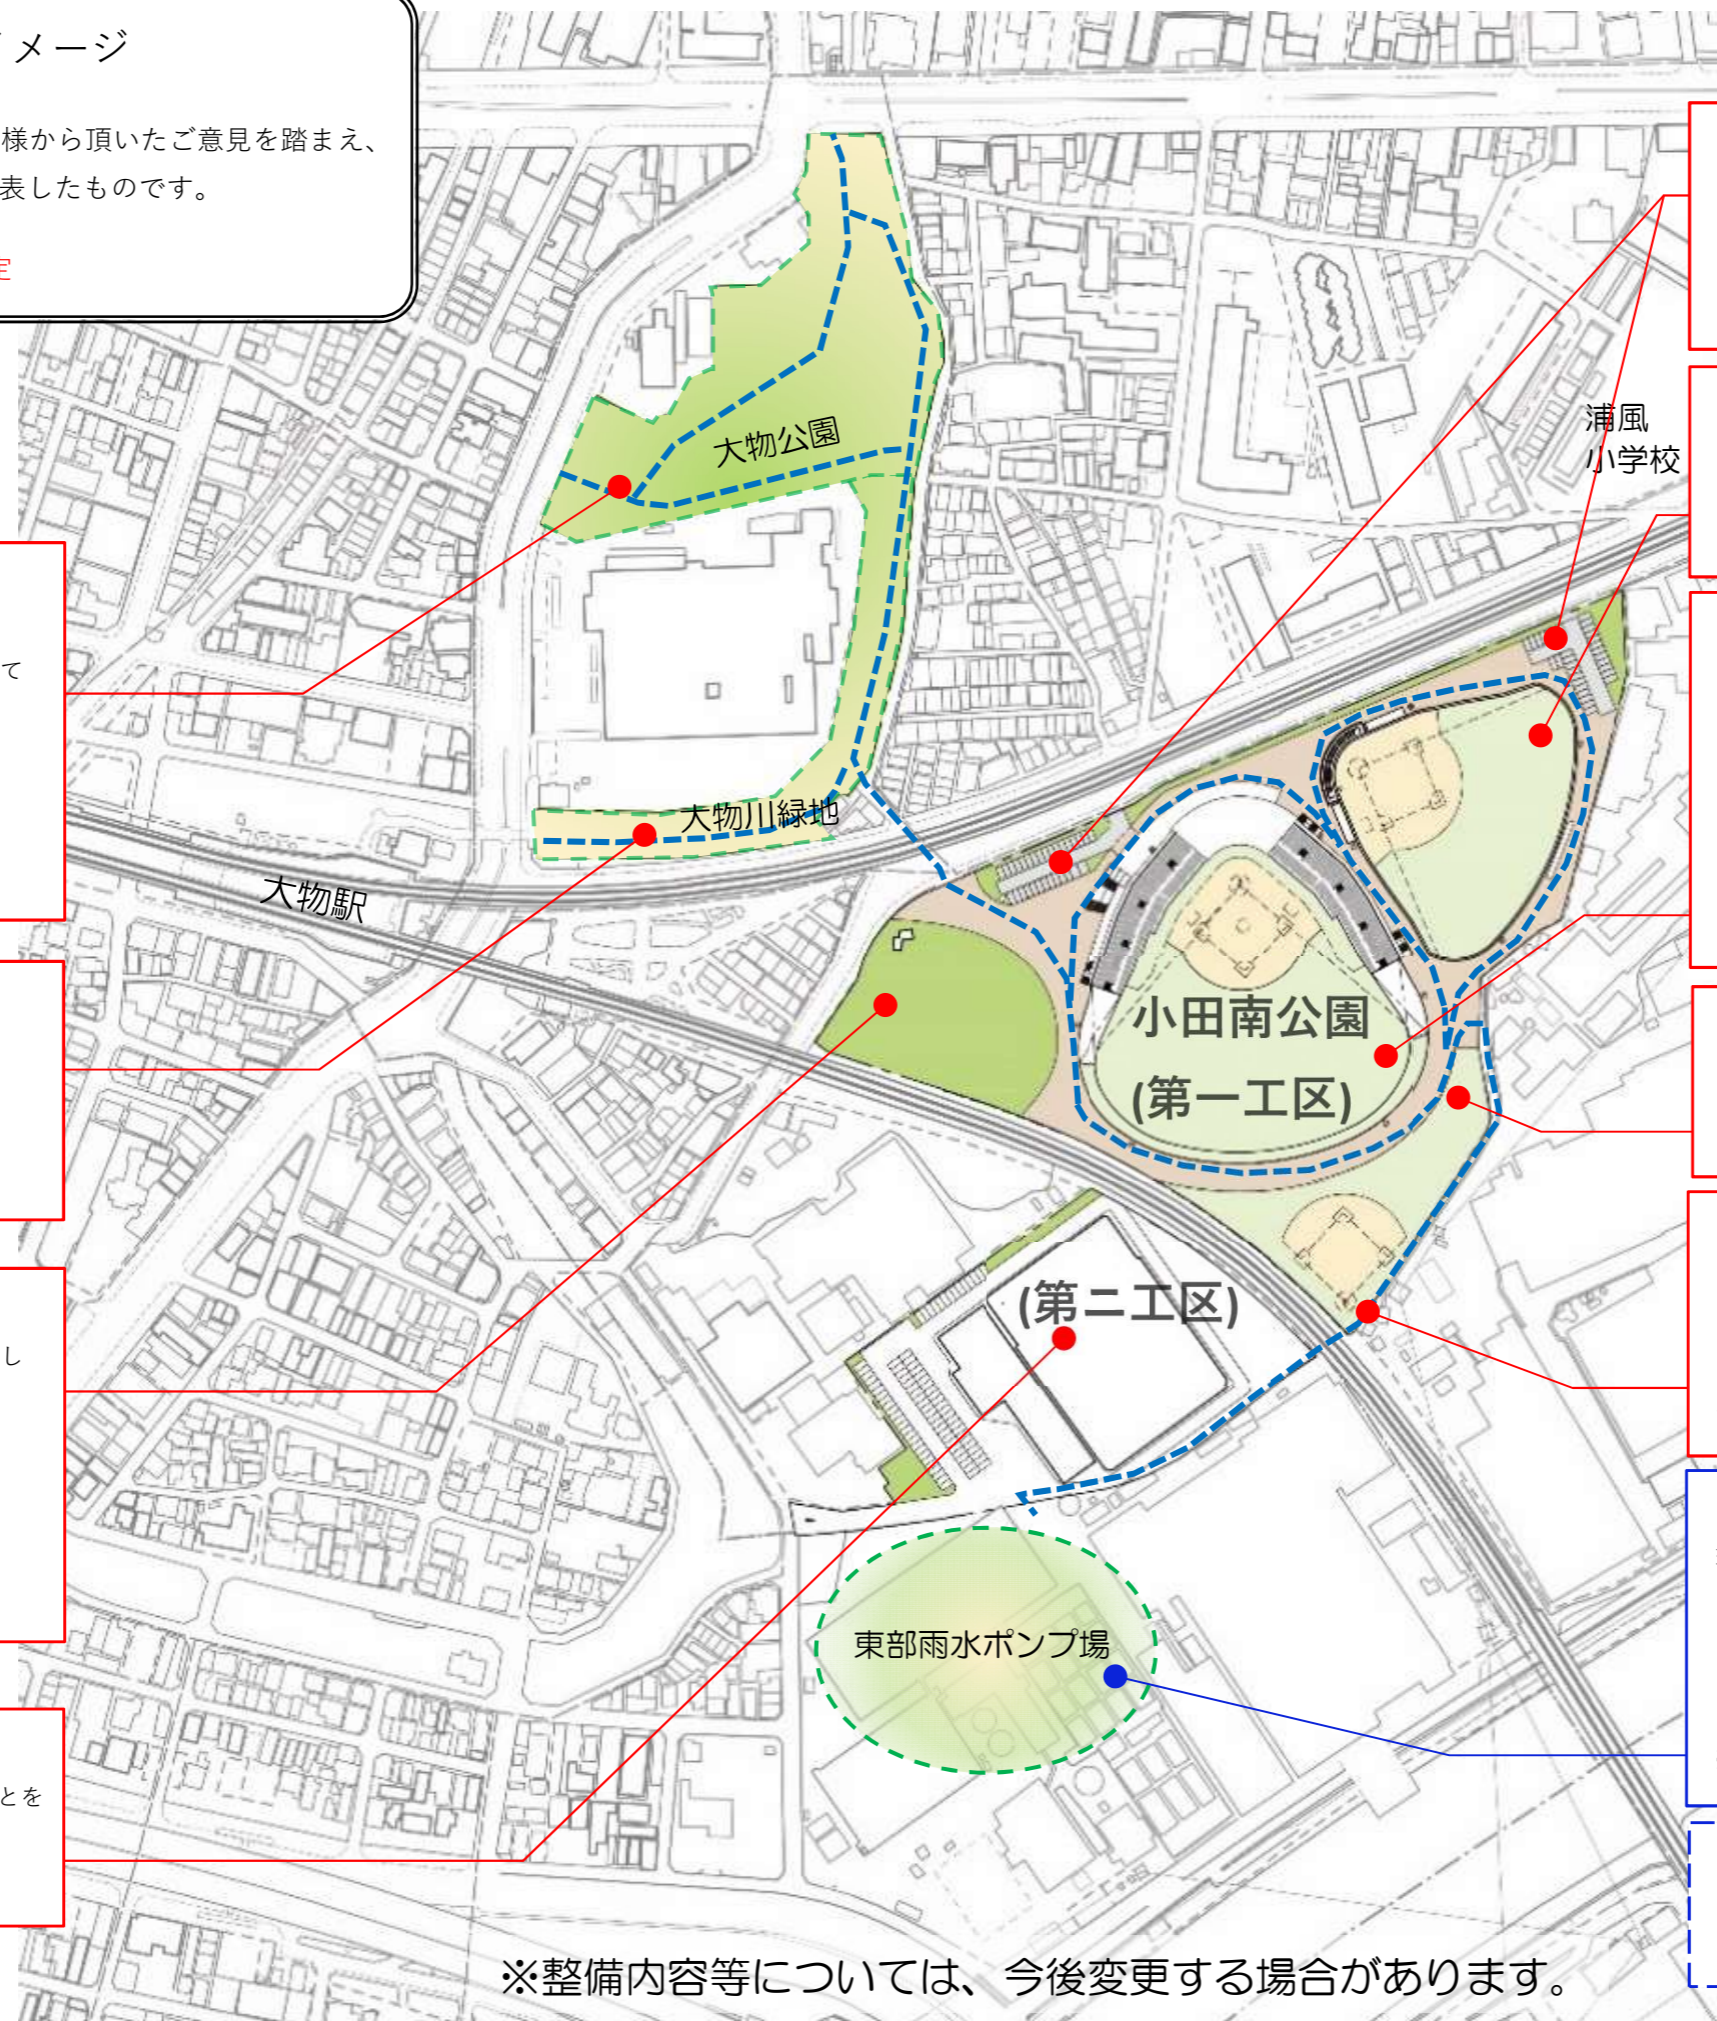 イメージ
様から頂いたご意見を踏まえ、
表したものです。
定
浦風
小学校
大物公園
て
大物川緑地
大物駅
小田南公園
(第一工区)
(第二工区)
し
東部雨水ポンプ場
とを
※整備内容等については、今後変更する場合があります。